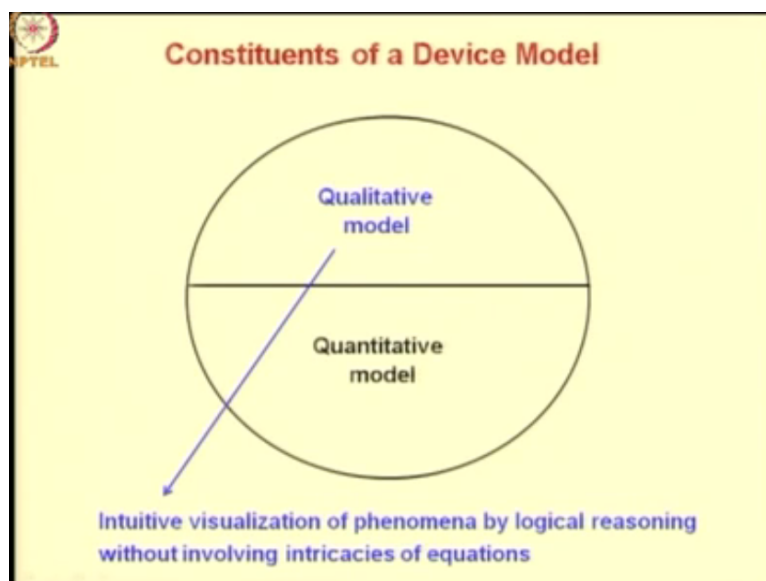 NPTEL
Constituents of a Device Model
Qualitative
model
Quantitative
model
Intuitive visualization of phenomena by logical reasoning
without involving intricacies of equations